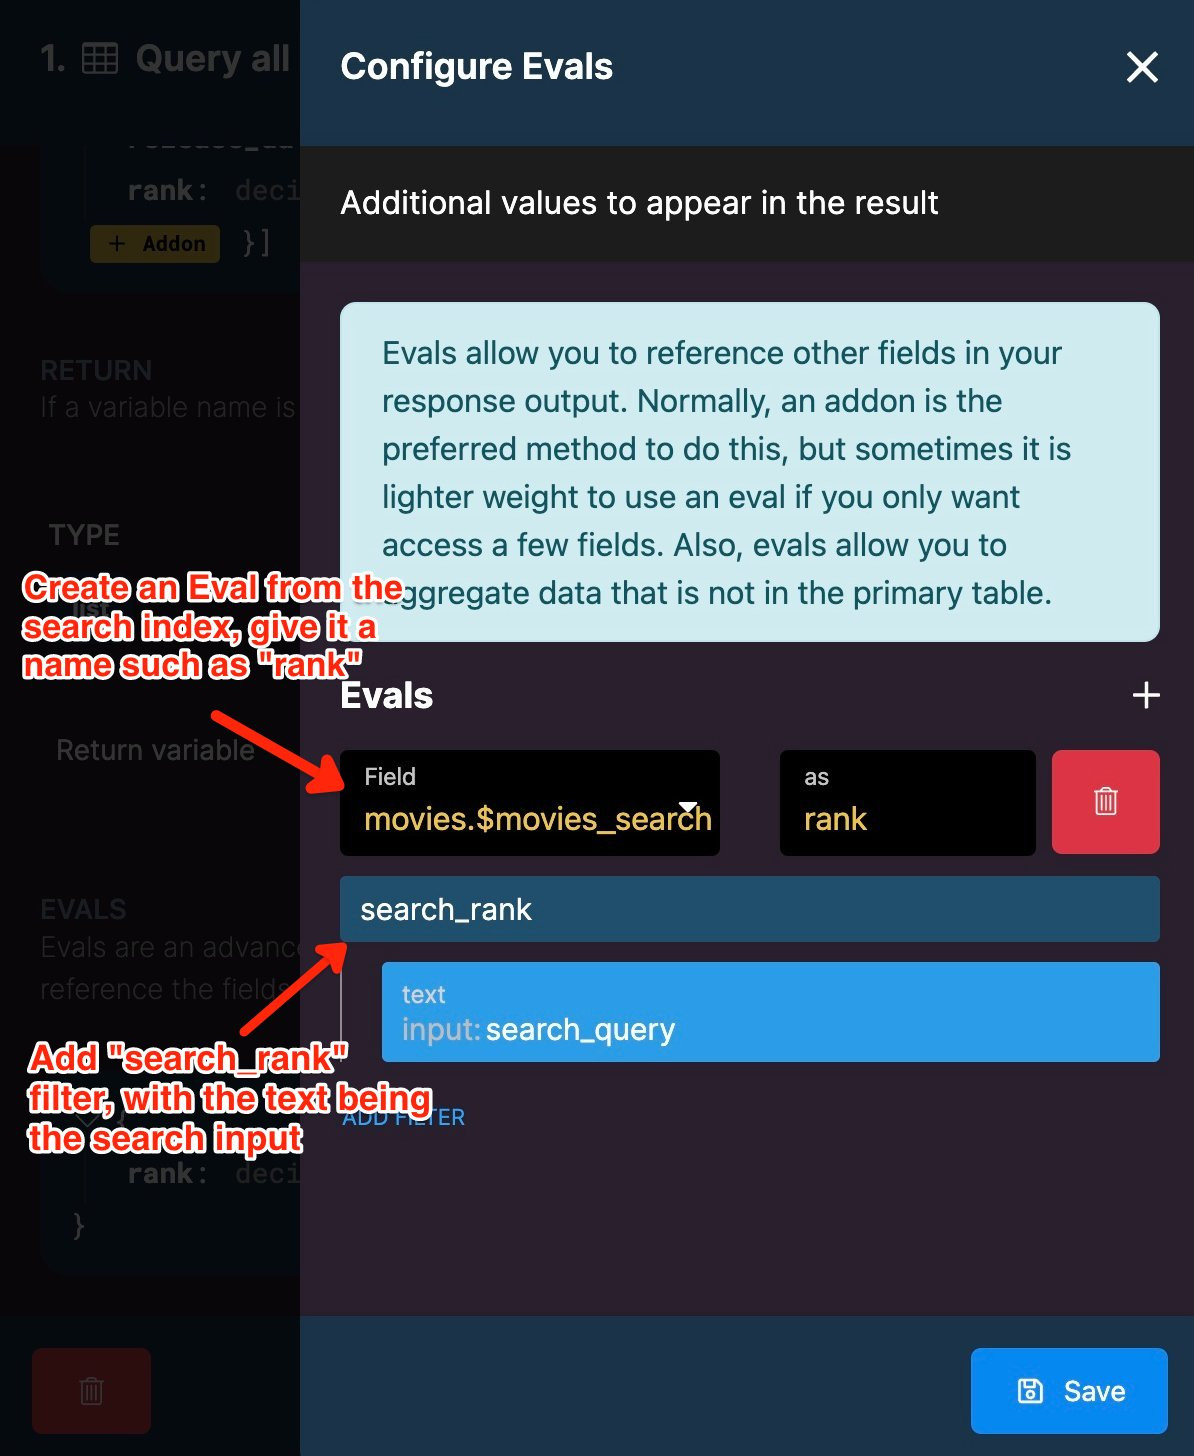 1. Query all
Configure Evals
rank: deci
+ Addon }]
Additional values to appear in the result
Evals allow you to reference other fields in your
response output. Normally, an addon is the
preferred method to do this, but sometimes it is
lighter weight to use an eval if you only want
access a few fields. Also, evals allow you to
aggregate data that is not in the primary table.
RETURN
If a variable name is
TYPE
list
Create an Eval from the
search index, give it a
name such as "rank"
Return variable
Evals
Field
movies.$movies_search
as
rank
search_rank
text
input: search_query
EVALS
Evals are an advance
reference the fields
Add "search_rank"
filter, with the text being
the search input
ADD FILTER
{
rank: deci
}
Save